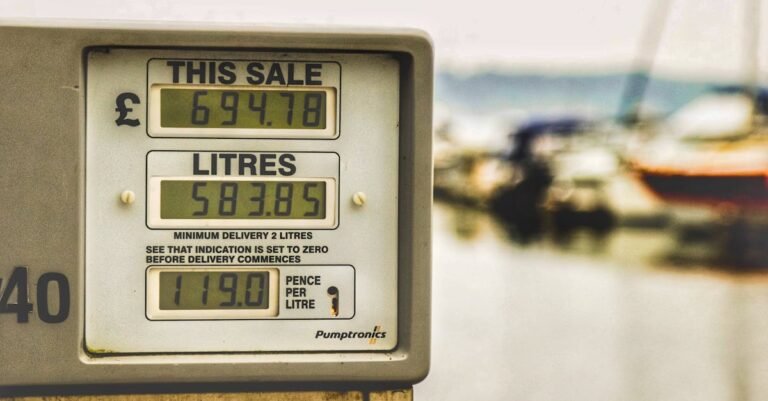 THIS SALE
£ 694.78
LITRES
583.85
MINIMUM DELIVERY 2 LITRES
SEE THAT INDICATION IS SET TO ZERO
BEFORE DELIVERY COMMENCES
119.0
PENCE
PER
LITRE
40
Pumptronics